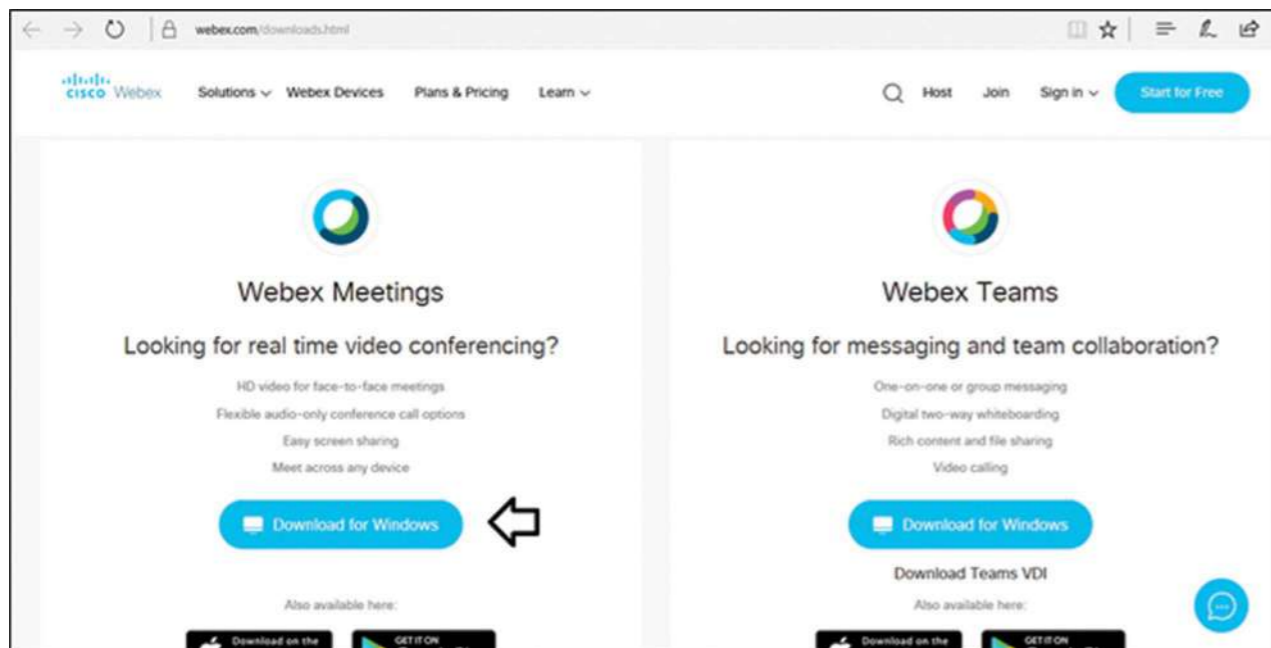 webex.com/downloads.html
CISCO Webex Solutions Webex Devices Plans & Pricing Learn Host Join Sign in Start for Free
Webex Meetings
Looking for real time video conferencing?
HD video for face-to-face meetings
Flexible audio-only conference call options
Easy screen sharing
Meet across any device
Download for Windows
Also available here:
Download on the
GET IT ON
Webex Teams
Looking for messaging and team collaboration?
One-on-one or group messaging
Digital two-way whiteboarding
Rich content and file sharing
Video calling
Download for Windows
Download Teams VDI
Also available here:
Download on the
GET IT ON